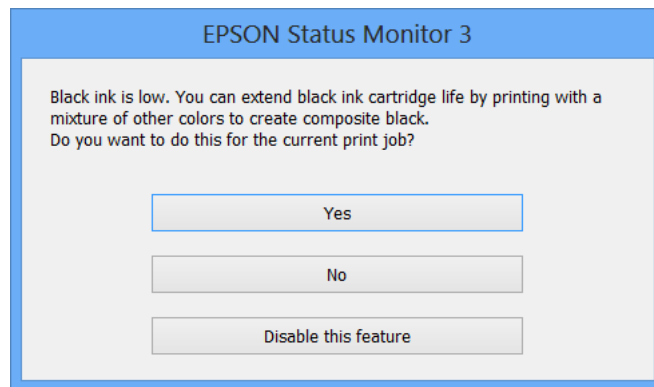 EPSON Status Monitor 3
Black ink is low. You can extend black ink cartridge life by printing with a
mixture of other colors to create composite black.
Do you want to do this for the current print job?
Yes
No
Disable this feature